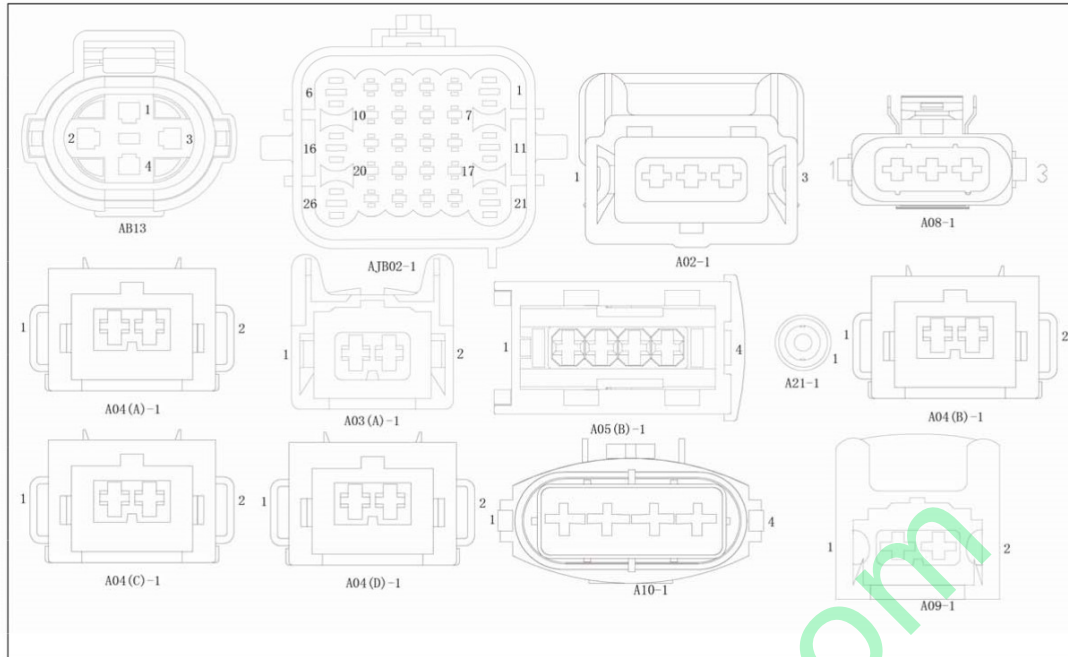 1
2 3
4
AB13
6 1
10 7
16 11
20 17
26 21
AJB02-1
1 3
A02-1
1 3
A08-1
1 2
A04(A)-1
1 2
A03(A)-1
1 4
A05(B)-1
1
A21-1
1 2
A04(B)-1
1 2
A04(C)-1
1 2
A04(D)-1
1 4
A10-1
1 2
A09-1
om